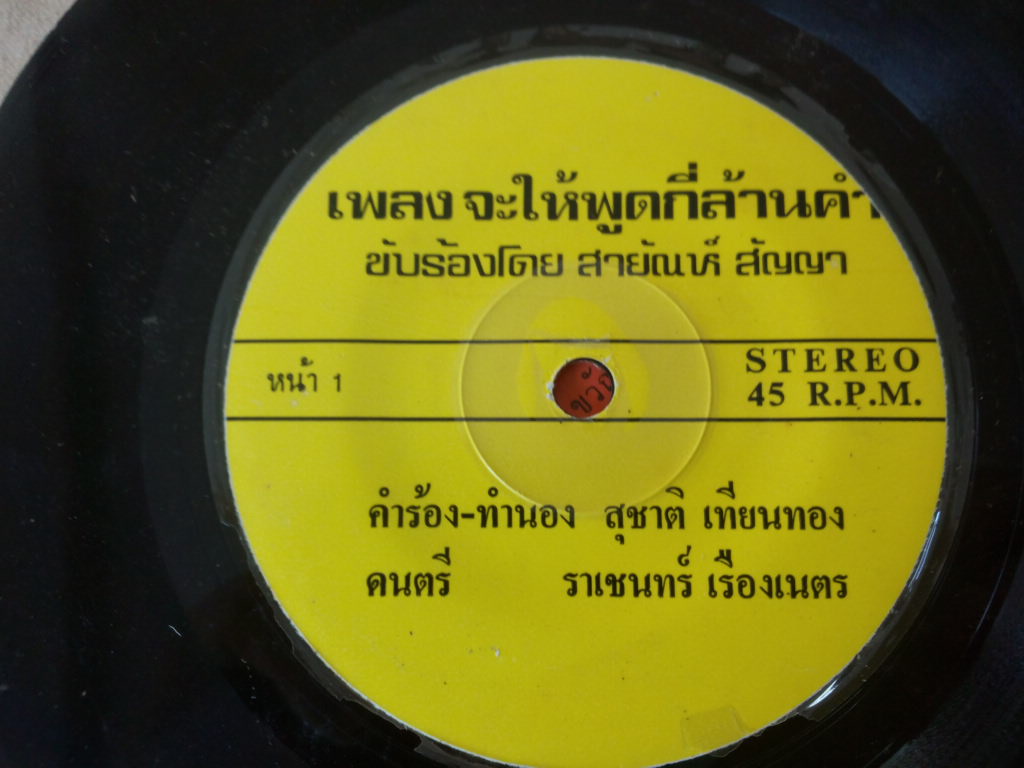 เพลง จะให้พูดกี่ล้านคำ
ขับร้องโดย สายัณห์ สัญญา
หน้า 1
STEREO
45 R.P.M.
คำร้อง-ทำนอง สุชาติ เทียนทอง
ดนตรี ราเชนทร์ เรืองเนตร